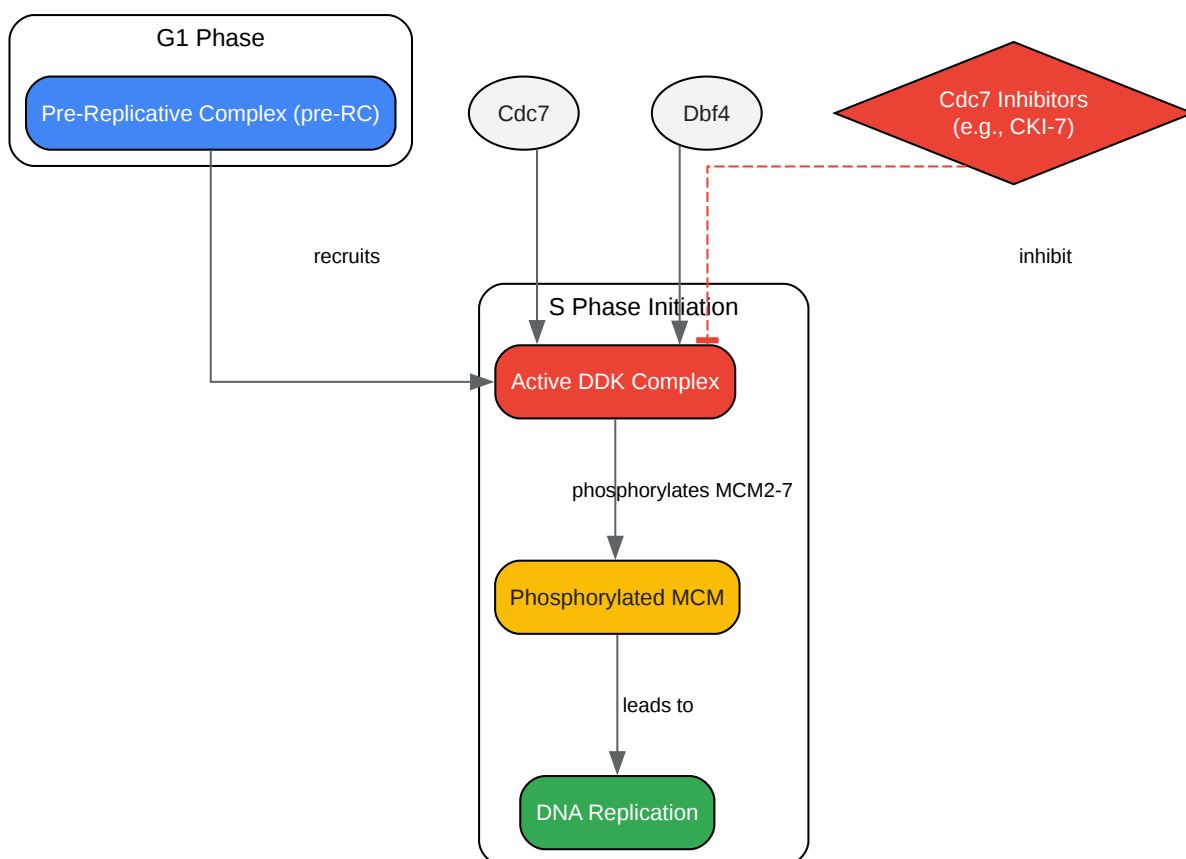 G1 Phase
Pre-Replicative Complex (pre-RC)
Cdc7
Dbf4
Cdc7 Inhibitors
(e.g., CKI-7)
recruits
inhibit
S Phase Initiation
Active DDK Complex
phosphorylates MCM2-7
Phosphorylated MCM
leads to
DNA Replication